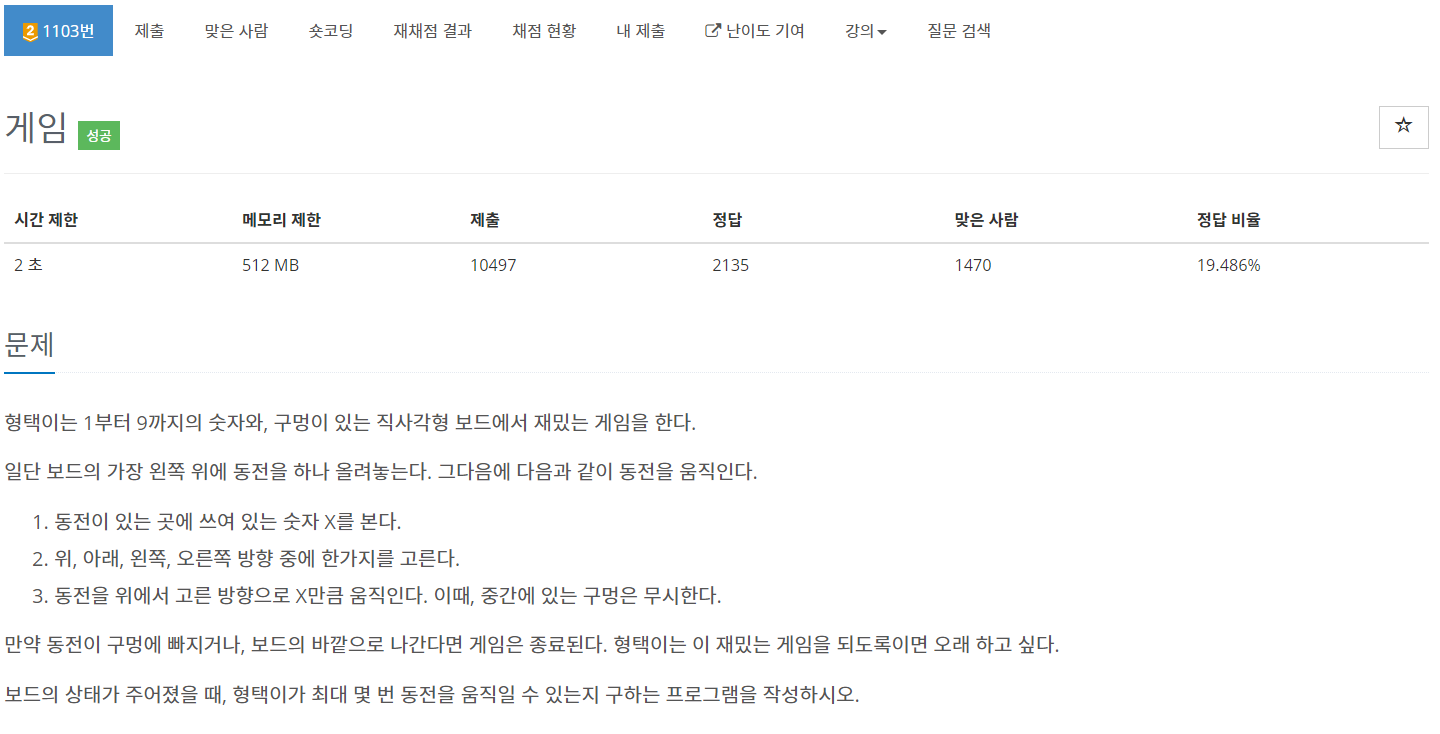 2 1103번 제출 맞은 사람 숏코딩 재채점 결과 채점 현황 내 제출 난이도 기여 강의 질문 검색
게임 성공
시간 제한 메모리 제한 제출 정답 맞은 사람 정답 비율
2 초 512 MB 10497 2135 1470 19.486%
문제
형택이는 1부터 9까지의 숫자와, 구멍이 있는 직사각형 보드에서 재밌는 게임을 한다.
일단 보드의 가장 왼쪽 위에 동전을 하나 올려놓는다. 그다음에 다음과 같이 동전을 움직인다.
1. 동전이 있는 곳에 쓰여 있는 숫자 X를 본다.
2. 위, 아래, 왼쪽, 오른쪽 방향 중에 한가지를 고른다.
3. 동전을 위에서 고른 방향으로 X만큼 움직인다. 이때, 중간에 있는 구멍은 무시한다.
만약 동전이 구멍에 빠지거나, 보드의 바깥으로 나간다면 게임은 종료된다. 형택이는 이 재밌는 게임을 되도록이면 오래 하고 싶다.
보드의 상태가 주어졌을 때, 형택이가 최대 몇 번 동전을 움직일 수 있는지 구하는 프로그램을 작성하시오.